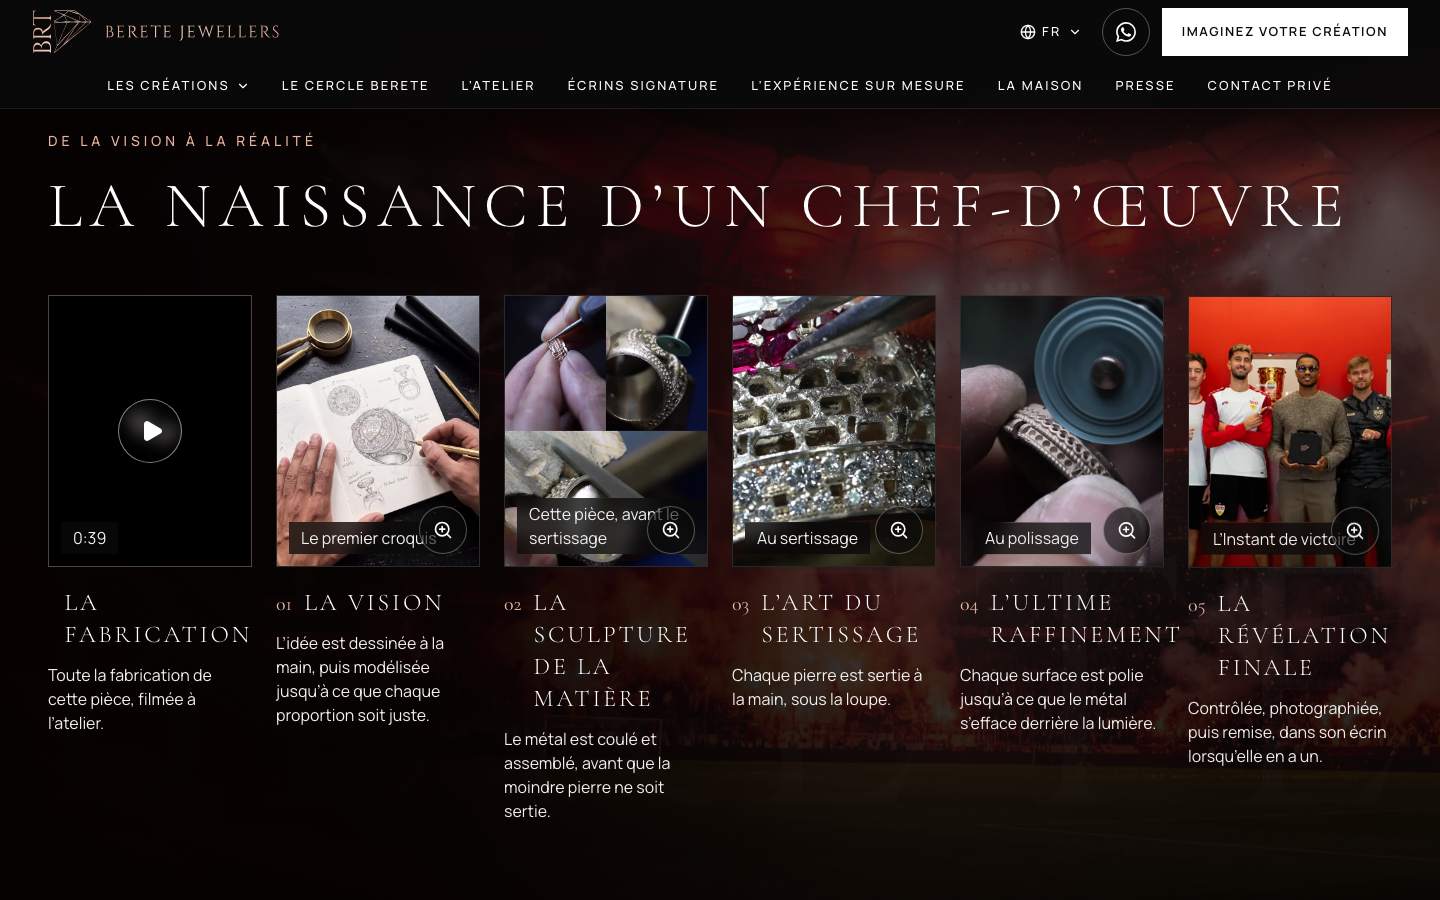 BRT
BERETE JEWELLERS
FR
IMAGINEZ VOTRE CRÉATION
LES CRÉATIONS
LE CERCLE BERETE
L'ATELIER
ÉCRINS SIGNATURE
L'EXPÉRIENCE SUR MESURE
LA MAISON
PRESSE
CONTACT PRIVÉ
DE LA VISION À LA RÉALITÉ
LA NAISSANCE D’UN CHEF-D’ŒUVRE
0:39
LA
FABRICATION
Toute la fabrication de
cette pièce, filmée à
l’atelier.
Le premier croquis
01 LA VISION
L’idée est dessinée à la
main, puis modélisée
jusqu’à ce que chaque
proportion soit juste.
Cette pièce, avant le
sertissage
02 LA
SCULPTURE
DE LA
MATIÈRE
Le métal est coulé et
assemblé, avant que la
moindre pierre ne soit
sertie.
Au sertissage
03 L’ART DU
SERTISSAGE
Chaque pierre est sertie à
la main, sous la loupe.
Au polissage
04 L’ULTIME
RAFFINEMENT
Chaque surface est polie
jusqu’à ce que le métal
s’efface derrière la lumière.
L’Instant de victoire
05 LA
RÉVÉLATION
FINALE
Contrôlée, photographiée,
puis remise, dans son écrin
lorsqu’elle en a un.